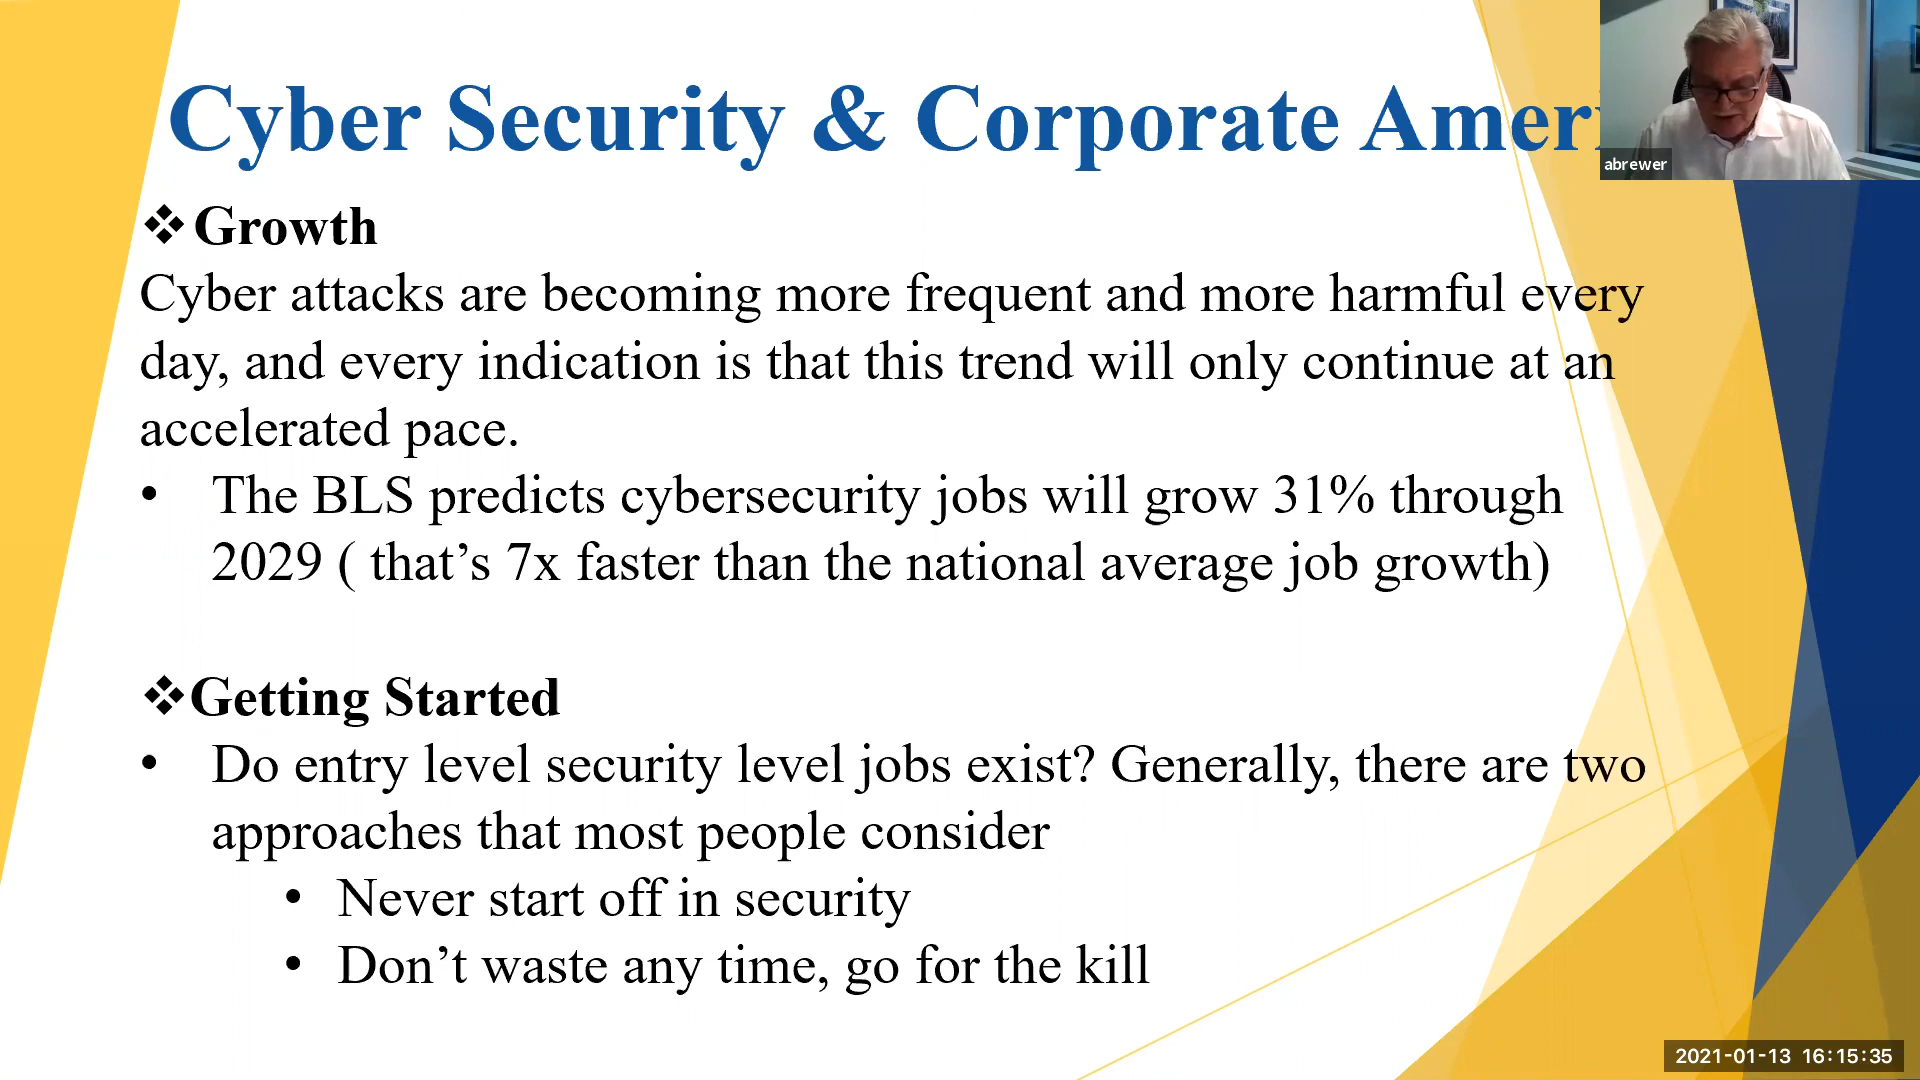 Cyber Security & Corporate Ameri
abrewer
❖ Growth
Cyber attacks are becoming more frequent and more harmful every
day, and every indication is that this trend will only continue at an
accelerated pace.
• The BLS predicts cybersecurity jobs will grow 31% through
2029 ( that’s 7x faster than the national average job growth)
❖Getting Started
• Do entry level security level jobs exist? Generally, there are two
approaches that most people consider
• Never start off in security
• Don’t waste any time, go for the kill
2021-01-13 16:15:35